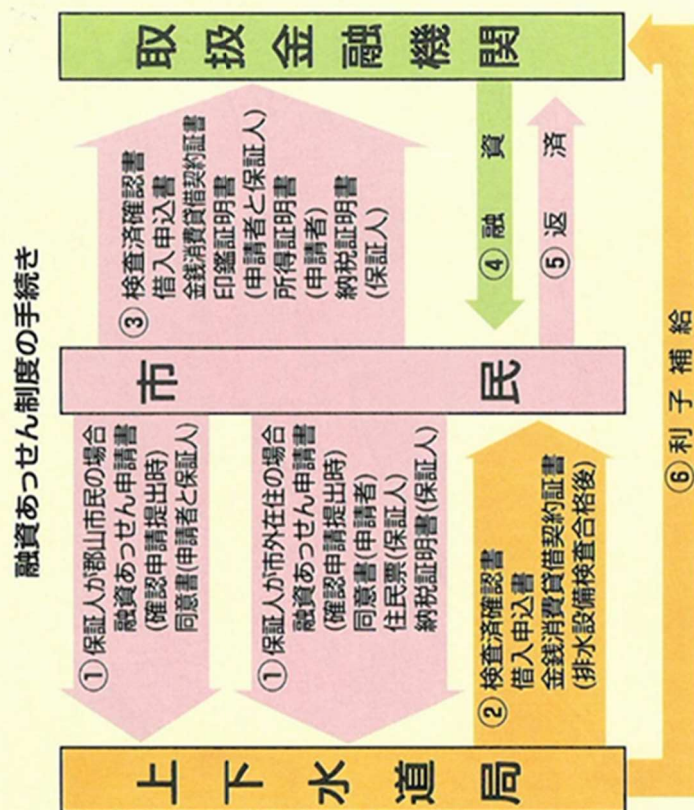 融資あっせん制度の手続き
上下水道局
①保証人が郡山市民の場合
融資あっせん申請書
(確認申請提出時)
同意書(申請者と保証人)
①保証人が市外在住の場合
融資あっせん申請書
(確認申請提出時)
同意書(申請者)
住民票(保証人)
納税証明書(保証人)
②検査済確認書
借入申込書
金銭消費貸借契約証書
(排水設備検査合格後)
市民
③検査済確認書
借入申込書
金銭消費貸借契約証書
印鑑証明書
(申請者と保証人)
所得証明書
(申請者)
納税証明書
(保証人)
④融資
⑤返済
取扱金融機関
⑥利子補給